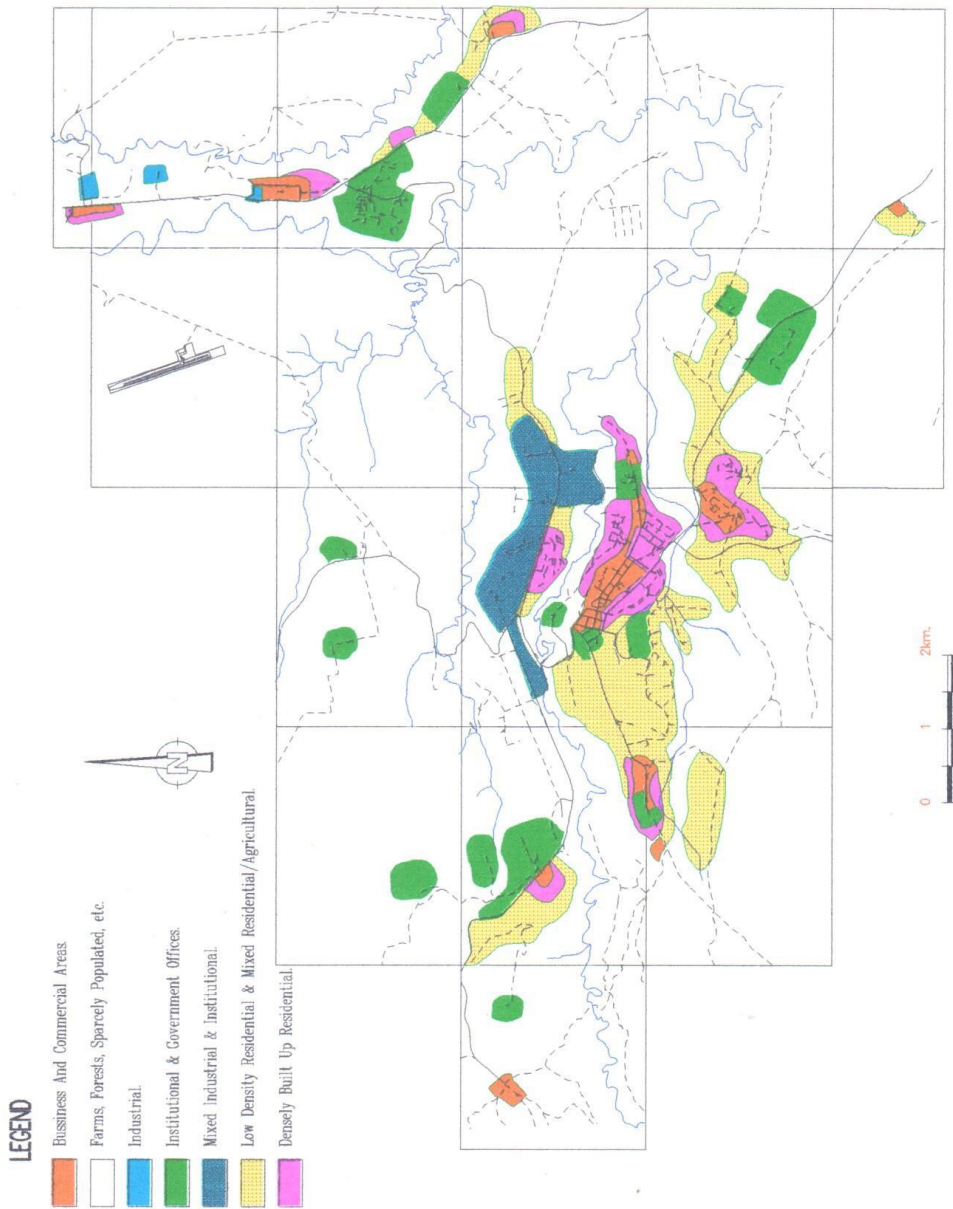 LEGEND
Bussiness And Commercial Areas.
Farms, Forests, Sparcely Populated, etc.
Industrial.
Institutional & Government Offices.
Mixed Industrial & Institutional.
Low Density Residential & Mixed Residential/Agricultural.
Densely Built Up Residential.
N
0 1 2km.